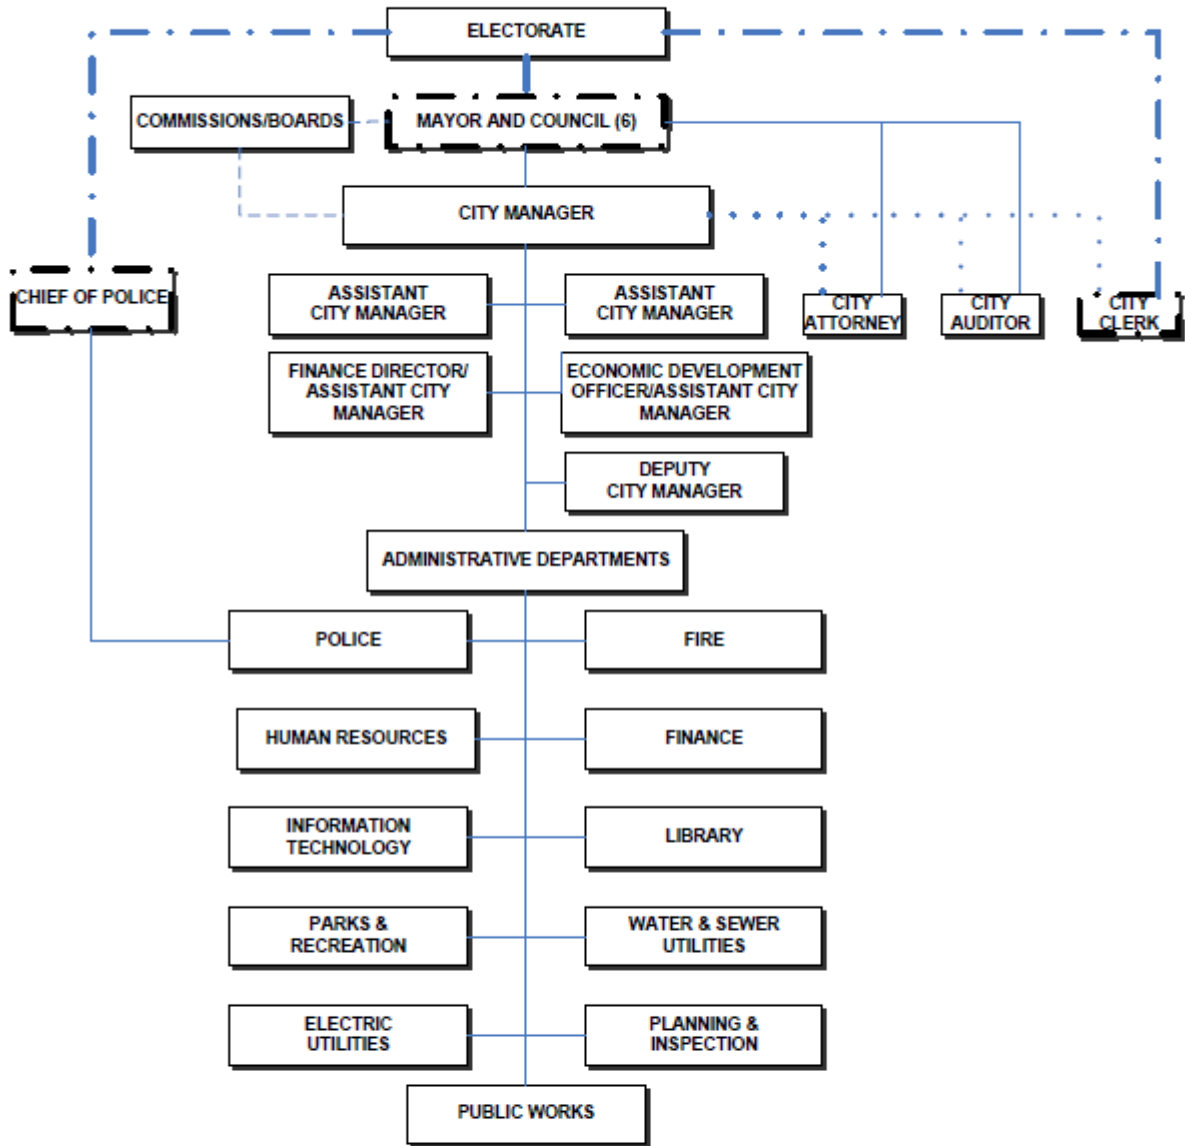 ELECTORATE
COMMISSIONS/BOARDS
MAYOR AND COUNCIL (6)
CITY MANAGER
CHIEF OF POLICE
ASSISTANT
CITY MANAGER
ASSISTANT
CITY MANAGER
CITY
ATTORNEY
CITY
AUDITOR
CITY
CLERK
FINANCE DIRECTOR/
ASSISTANT CITY
MANAGER
ECONOMIC DEVELOPMENT
OFFICER/ASSISTANT CITY
MANAGER
DEPUTY
CITY MANAGER
ADMINISTRATIVE DEPARTMENTS
POLICE
FIRE
HUMAN RESOURCES
FINANCE
INFORMATION
TECHNOLOGY
LIBRARY
PARKS &
RECREATION
WATER & SEWER
UTILITIES
ELECTRIC
UTILITIES
PLANNING &
INSPECTION
PUBLIC WORKS